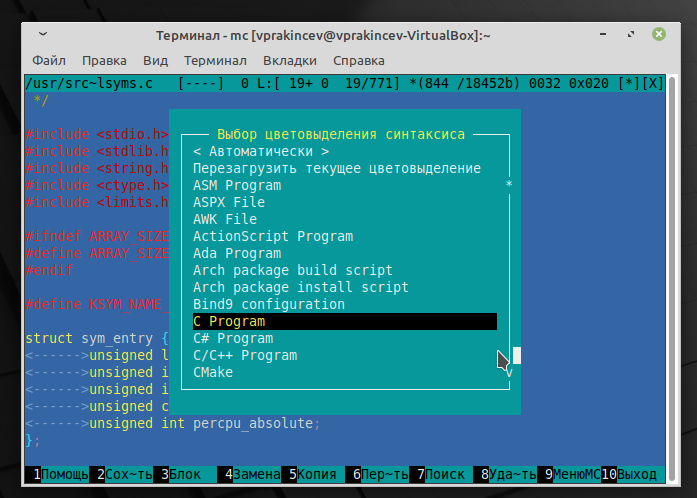 Терминал - mc [vprakincev@vprakincev-VirtualBox]:~
Файл Правка Вид Терминал Вкладки Справка
/usr/src~lsyms.c [----] 0 L:[ 19+ 0 19/771] *(844 /18452b) 0032 0x020 [*][X]
*/
Выбор цветовыделения синтаксиса
#include <stdio.h>
< Автоматически >
#include <stdlib.h
Перезагрузить текущее цветовыделение
#include <string.h
ASM Program *
#include <ctype.h>
ASPX File
#include <limits.h
AWK File
ActionScript Program
#ifndef ARRAY_SIZE
Ada Program
#define ARRAY_SIZE
Arch package build script
#endif
Arch package install script
Bind9 configuration
#define KSYM_NAME_
C Program
C# Program
struct sym_entry {
C/C++ Program
<------>unsigned l
CMake v
<------>unsigned i
<------>unsigned i
<------>unsigned c
<------>unsigned int percpu_absolute;
};
1Помощь 2Сох~ть 3Блок 4Замена 5Копия 6Пер~ть 7Поиск 8Уда~ть 9МенюMC 10Выход